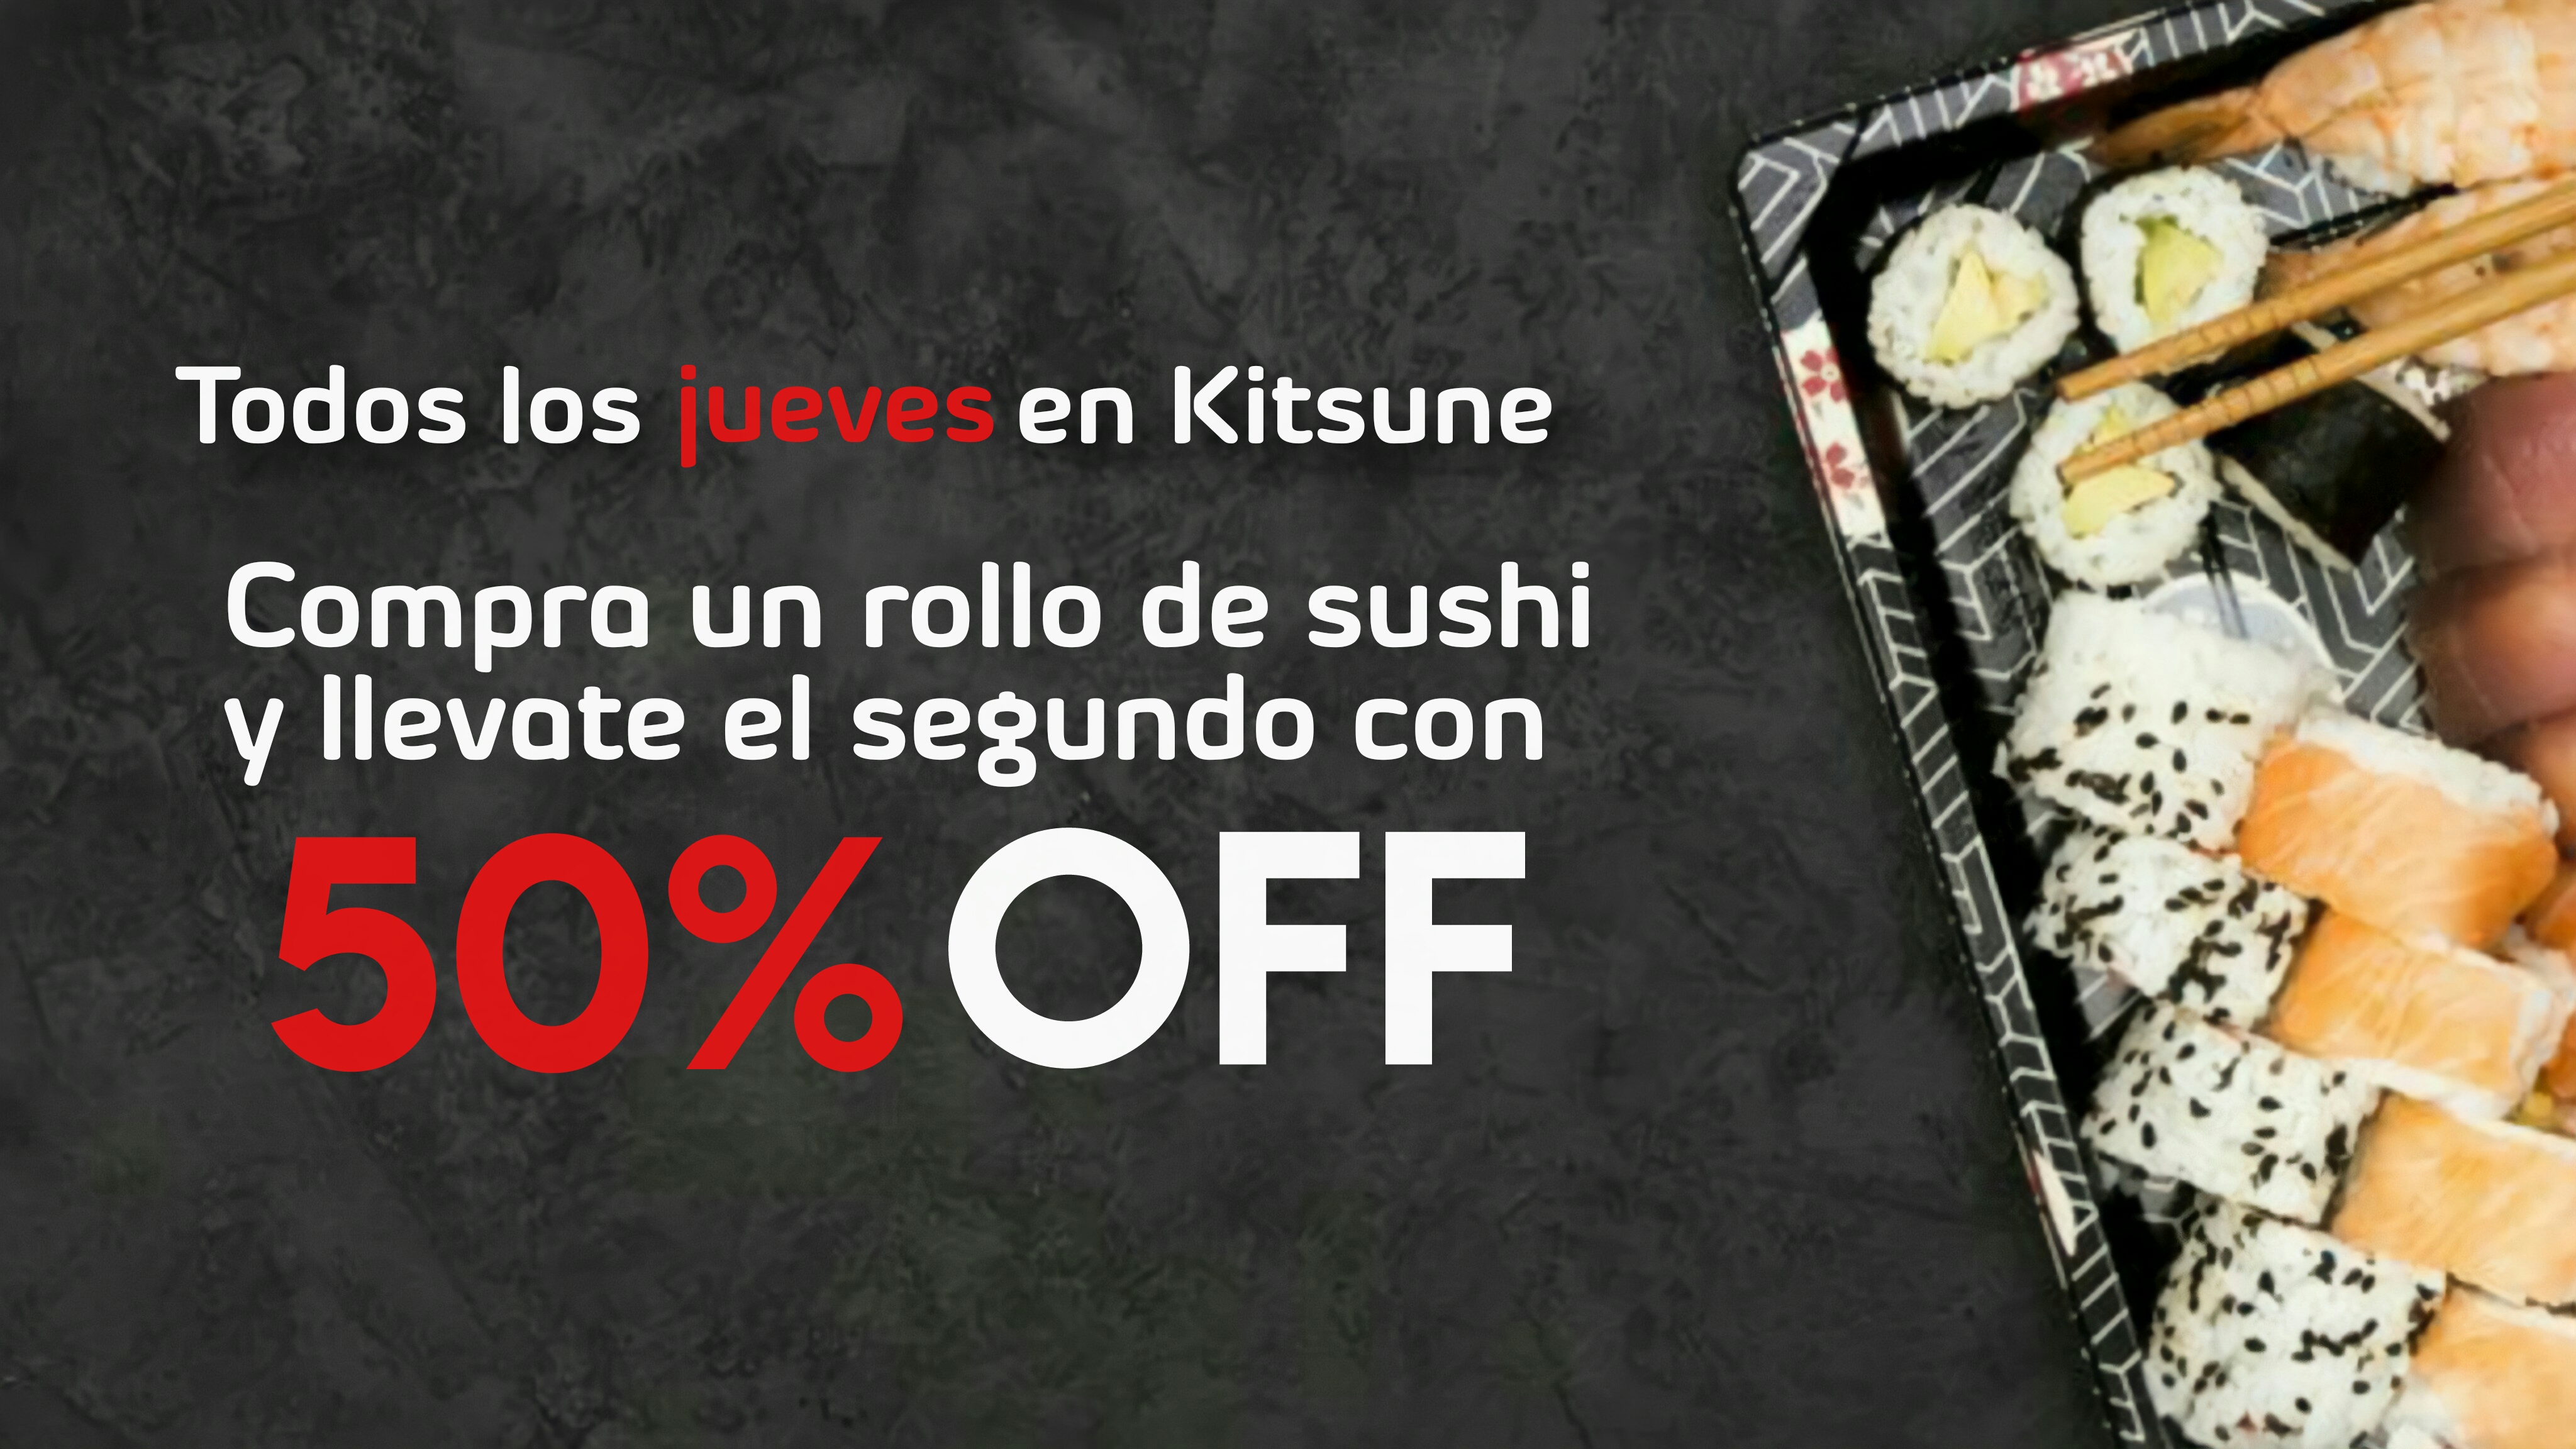 Todos los jueves en Kitsune
Compra un rollo de sushi
y llevate el segundo con
50% OFF